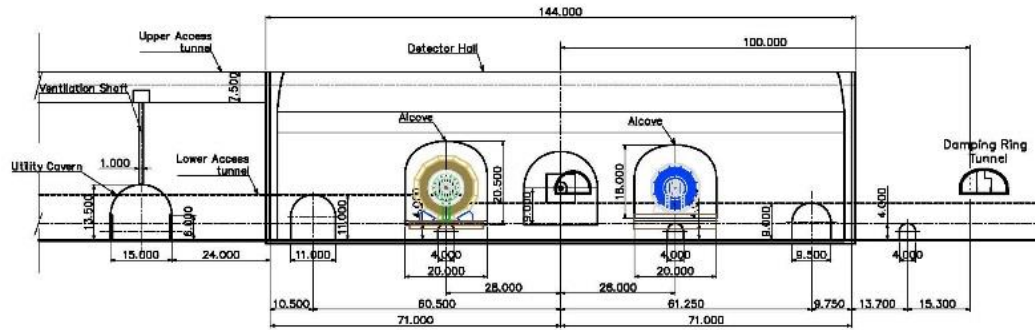 144.000
Upper Access
tunnel
Detector Hall
100.000
Ventilation Shaft
7.500
Alcove
Alcove
Damping Ring
Tunnel
Utility Cavern
1.000
Lower Access
tunnel
13.500
6.000
11.000
4.000
20.500
9.000
18.000
9.800
4.000
15.000
24.000
11.000
4.000
20.000
4.000
20.000
9.500
4.000
28.000
26.000
10.500
60.500
61.250
9.750
13.700
15.300
71.000
71.000